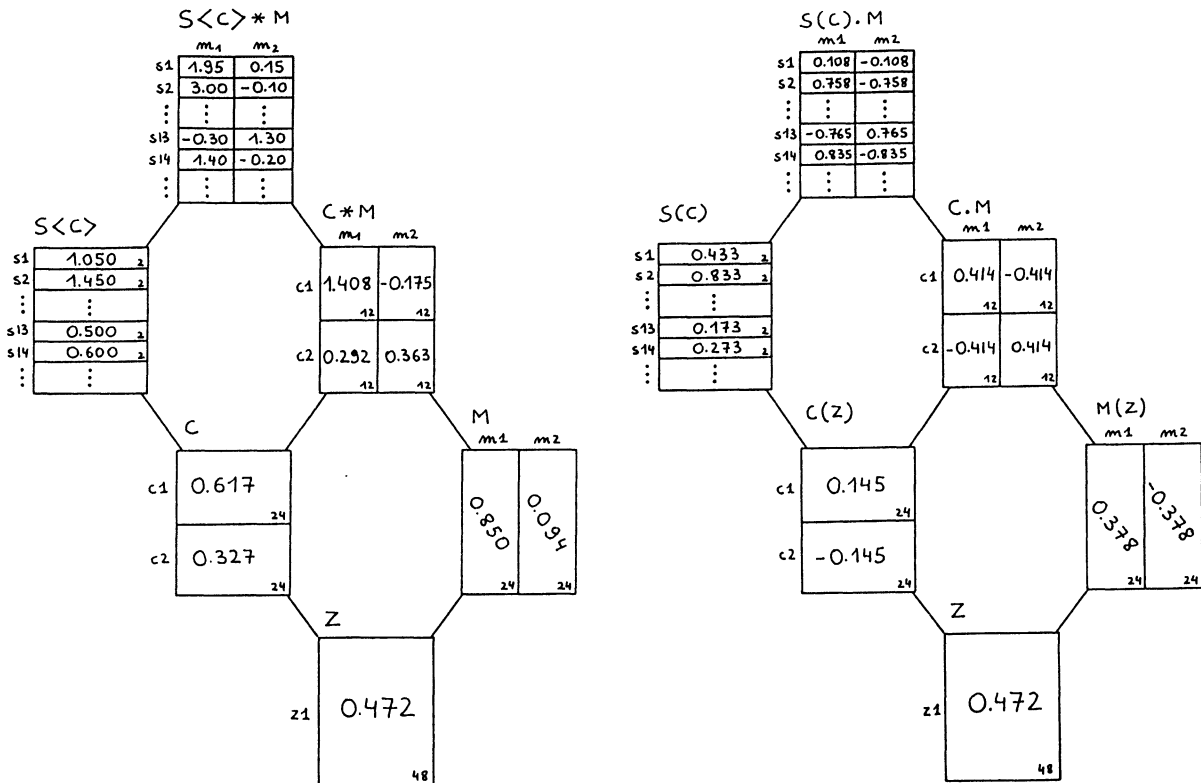 S<C>*M
m1 m2
s1 1.95 0.15
s2 3.00 -0.10
⋮ ⋮ ⋮
s13 -0.30 1.30
s14 1.40 -0.20
⋮ ⋮ ⋮
S<C>
s1 1.050 2
s2 1.450 2
⋮ ⋮
s13 0.500 2
s14 0.600 2
⋮ ⋮
C*M
m1 m2
c1 1.408 12 -0.175 12
c2 0.292 12 0.363 12
C
c1 0.617 24
c2 0.327 24
M
m1 m2
0.850 24 0.094 24
Z
z1 0.472 48
S(C).M
m1 m2
s1 0.108 -0.108
s2 0.758 -0.758
⋮ ⋮ ⋮
s13 -0.765 0.765
s14 0.835 -0.835
⋮ ⋮ ⋮
S(C)
s1 0.433 2
s2 0.833 2
⋮ ⋮
s13 0.173 2
s14 0.273 2
⋮ ⋮
C.M
m1 m2
c1 0.414 12 -0.414 12
c2 -0.414 12 0.414 12
C(Z)
c1 0.145 24
c2 -0.145 24
M(Z)
m1 m2
0.378 24 -0.378 24
Z
z1 0.472 48